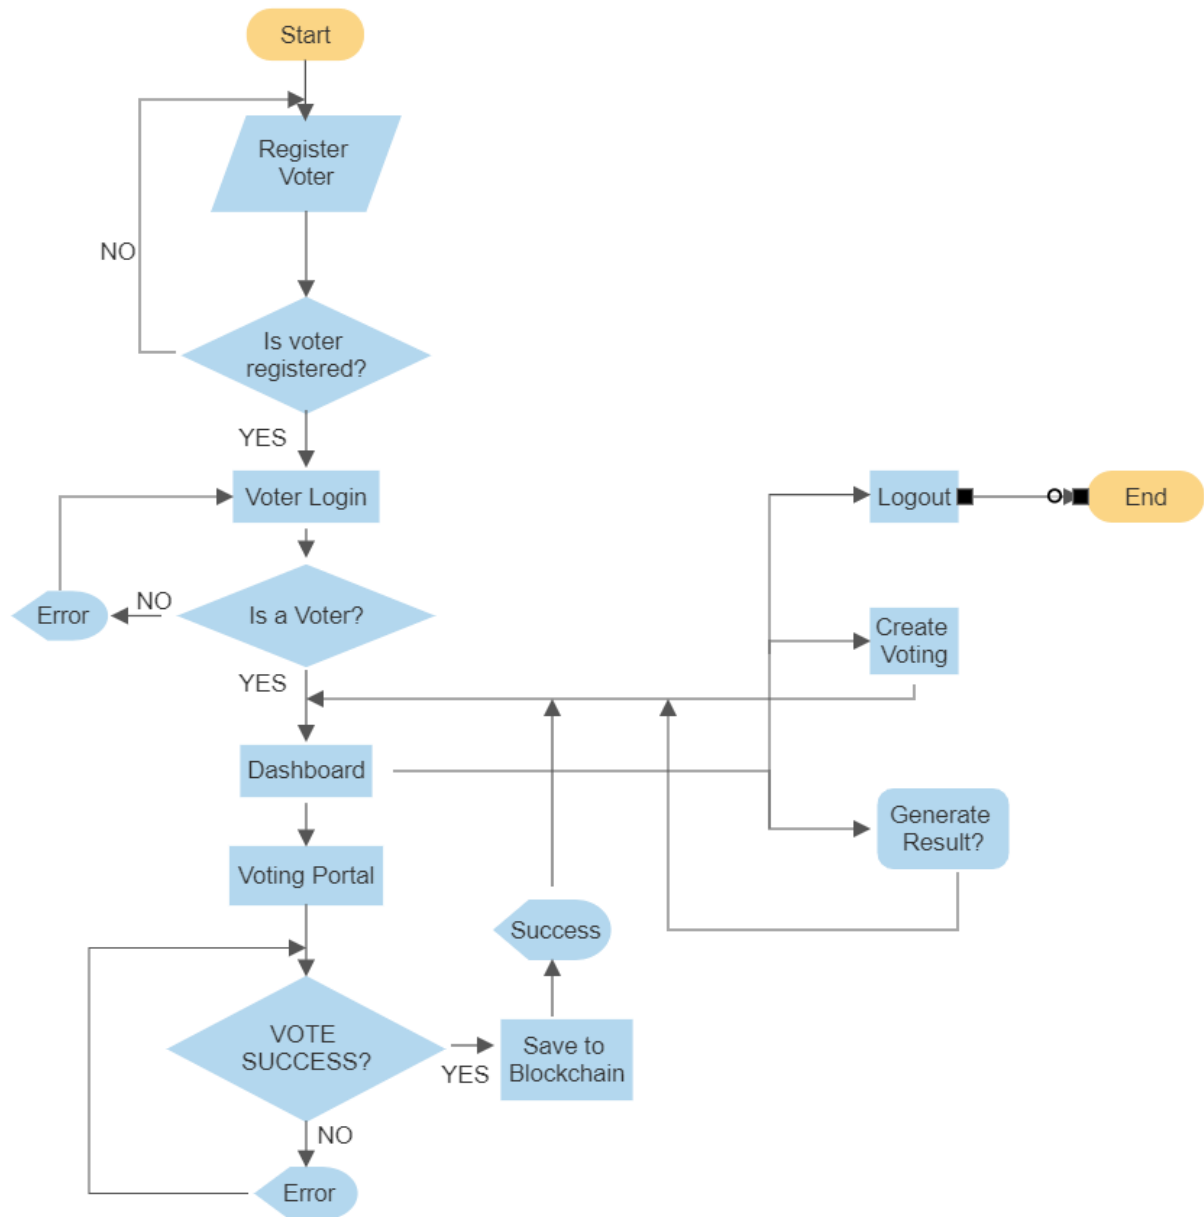 Start
Register
Voter
NO
Is voter
registered?
YES
Voter Login
Logout
End
Error
NO
Is a Voter?
Create
Voting
YES
Dashboard
Generate
Result?
Voting Portal
Success
VOTE
SUCCESS?
YES
Save to
Blockchain
NO
Error